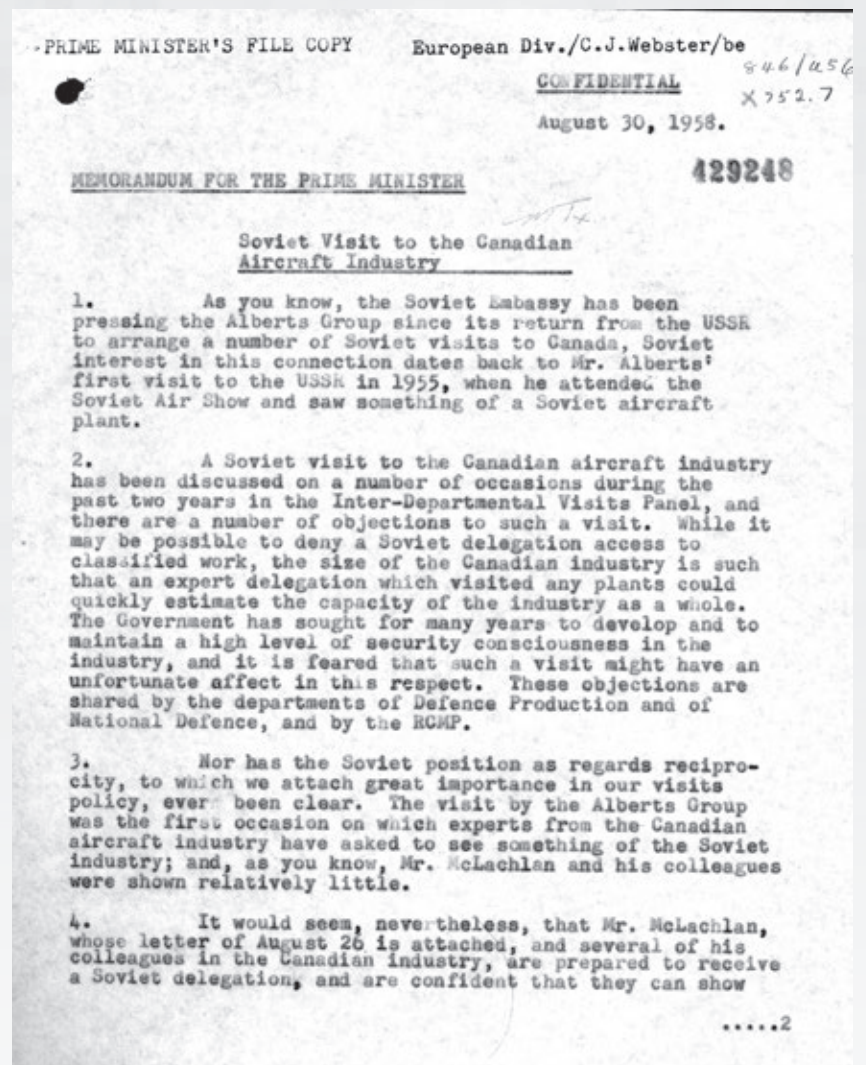 PRIME MINISTER'S FILE COPY European Div./C.J.Webster/be
846/U56
CONFIDENTIAL
X752.7
August 30, 1958.
429248
MEMORANDUM FOR THE PRIME MINISTER
Soviet Visit to the Canadian
Aircraft Industry
1. As you know, the Soviet Embassy has been
pressing the Alberts Group since its return from the USSR
to arrange a number of Soviet visits to Canada, Soviet
interest in this connection dates back to Mr. Alberts'
first visit to the USSR in 1955, when he attended the
Soviet Air Show and saw something of a Soviet aircraft
plant.
2. A Soviet visit to the Canadian aircraft industry
has been discussed on a number of occasions during the
past two years in the Inter-Departmental Visits Panel, and
there are a number of objections to such a visit. While it
may be possible to deny a Soviet delegation access to
classified work, the size of the Canadian industry is such
that an expert delegation which visited any plants could
quickly estimate the capacity of the industry as a whole.
The Government has sought for many years to develop and to
maintain a high level of security consciousness in the
industry, and it is feared that such a visit might have an
unfortunate affect in this respect. These objections are
shared by the departments of Defence Production and of
National Defence, and by the RCMP.
3. Nor has the Soviet position as regards recipro-
city, to which we attach great importance in our visits
policy, ever been clear. The visit by the Alberts Group
was the first occasion on which experts from the Canadian
aircraft industry have asked to see something of the Soviet
industry; and, as you know, Mr. McLachlan and his colleagues
were shown relatively little.
4. It would seem, nevertheless, that Mr. McLachlan,
whose letter of August 26 is attached, and several of his
colleagues in the Canadian industry, are prepared to receive
a Soviet delegation, and are confident that they can show
.....2